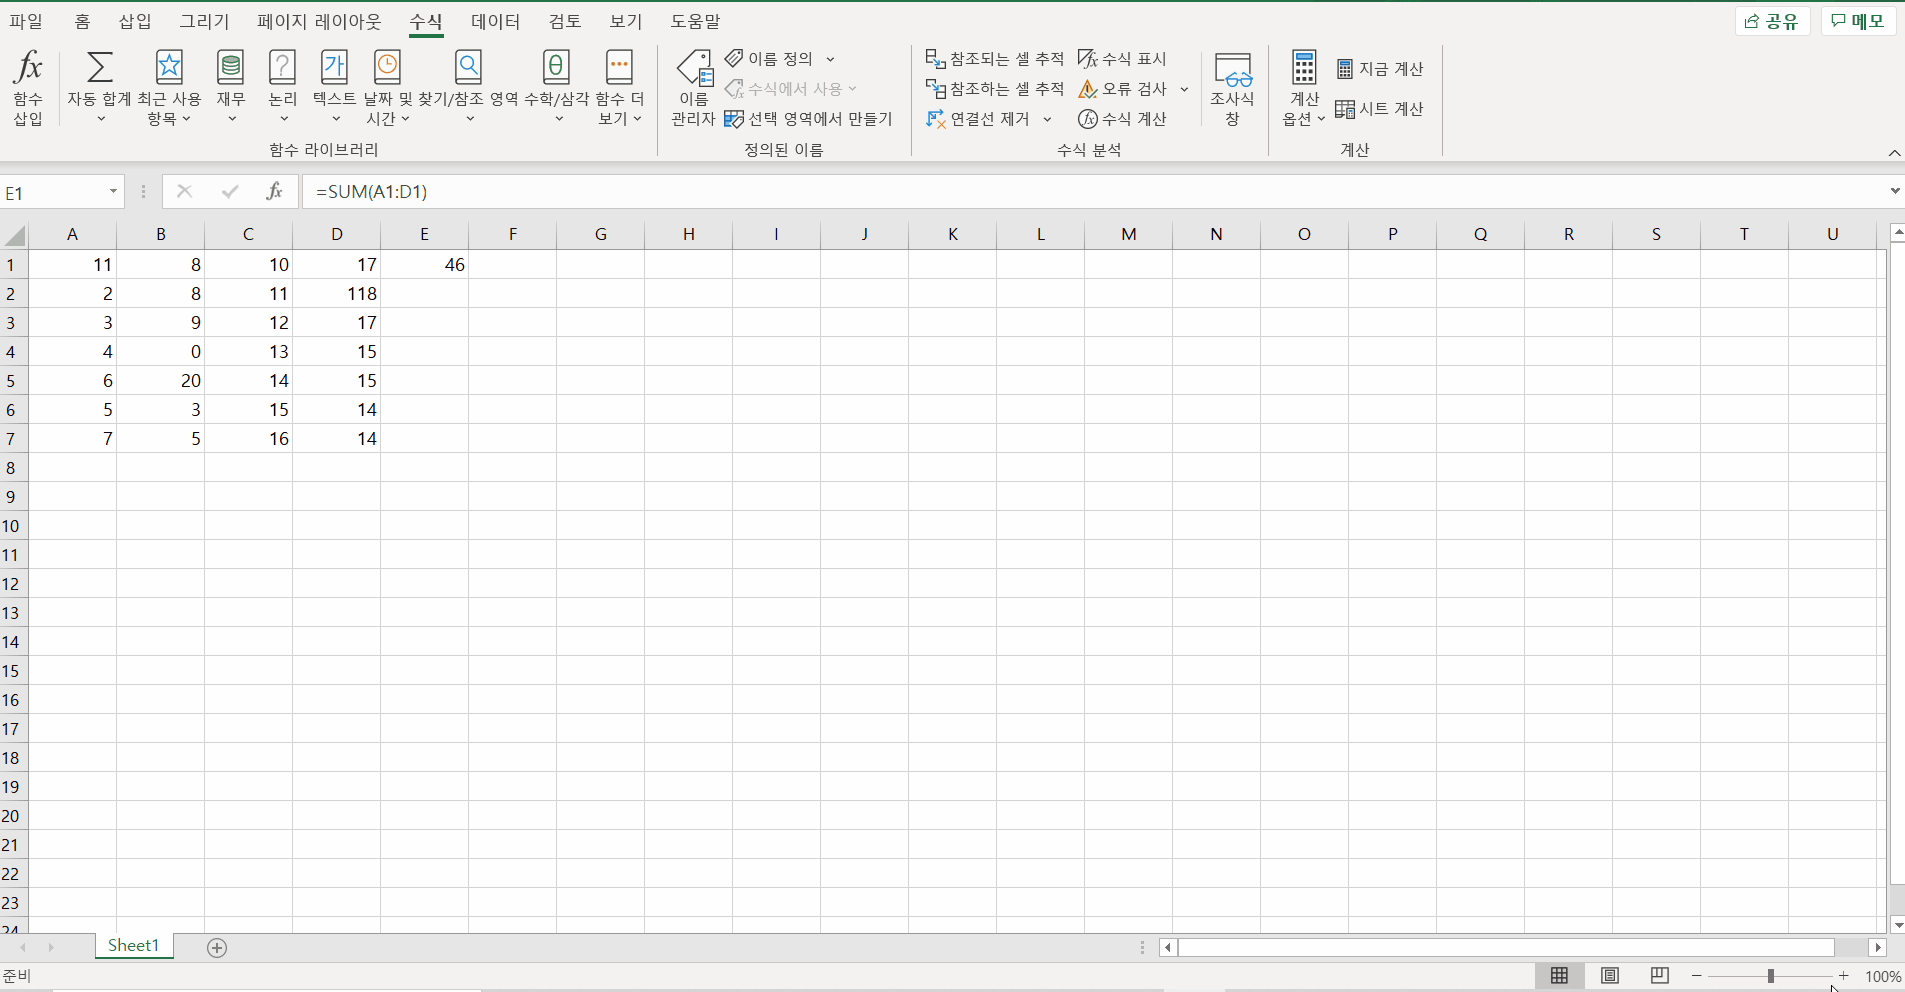 파일 홈 삽입 그리기 페이지 레이아웃 수식 데이터 검토 보기 도움말 공유 메모
fx 함수 삽입
자동 합계
최근 사용 항목
재무
? 논리
가 텍스트
날짜 및 시간
찾기/참조 영역
θ 수학/삼각
함수 더 보기
함수 라이브러리
이름 관리자
이름 정의
수식에서 사용
선택 영역에서 만들기
정의된 이름
참조되는 셀 추적
참조하는 셀 추적
연결선 제거
수식 표시
오류 검사
수식 계산
조사식 창
수식 분석
계산 옵션
지금 계산
시트 계산
계산
E1 fx =SUM(A1:D1)
A B C D E F G H I J K L M N O P Q R S T U
1 11 8 10 17 46
2 2 8 11 118
3 3 9 12 17
4 4 0 13 15
5 6 20 14 15
6 5 3 15 14
7 7 5 16 14
8
9
10
11
12
13
14
15
16
17
18
19
20
21
22
23
24
Sheet1
준비 100%